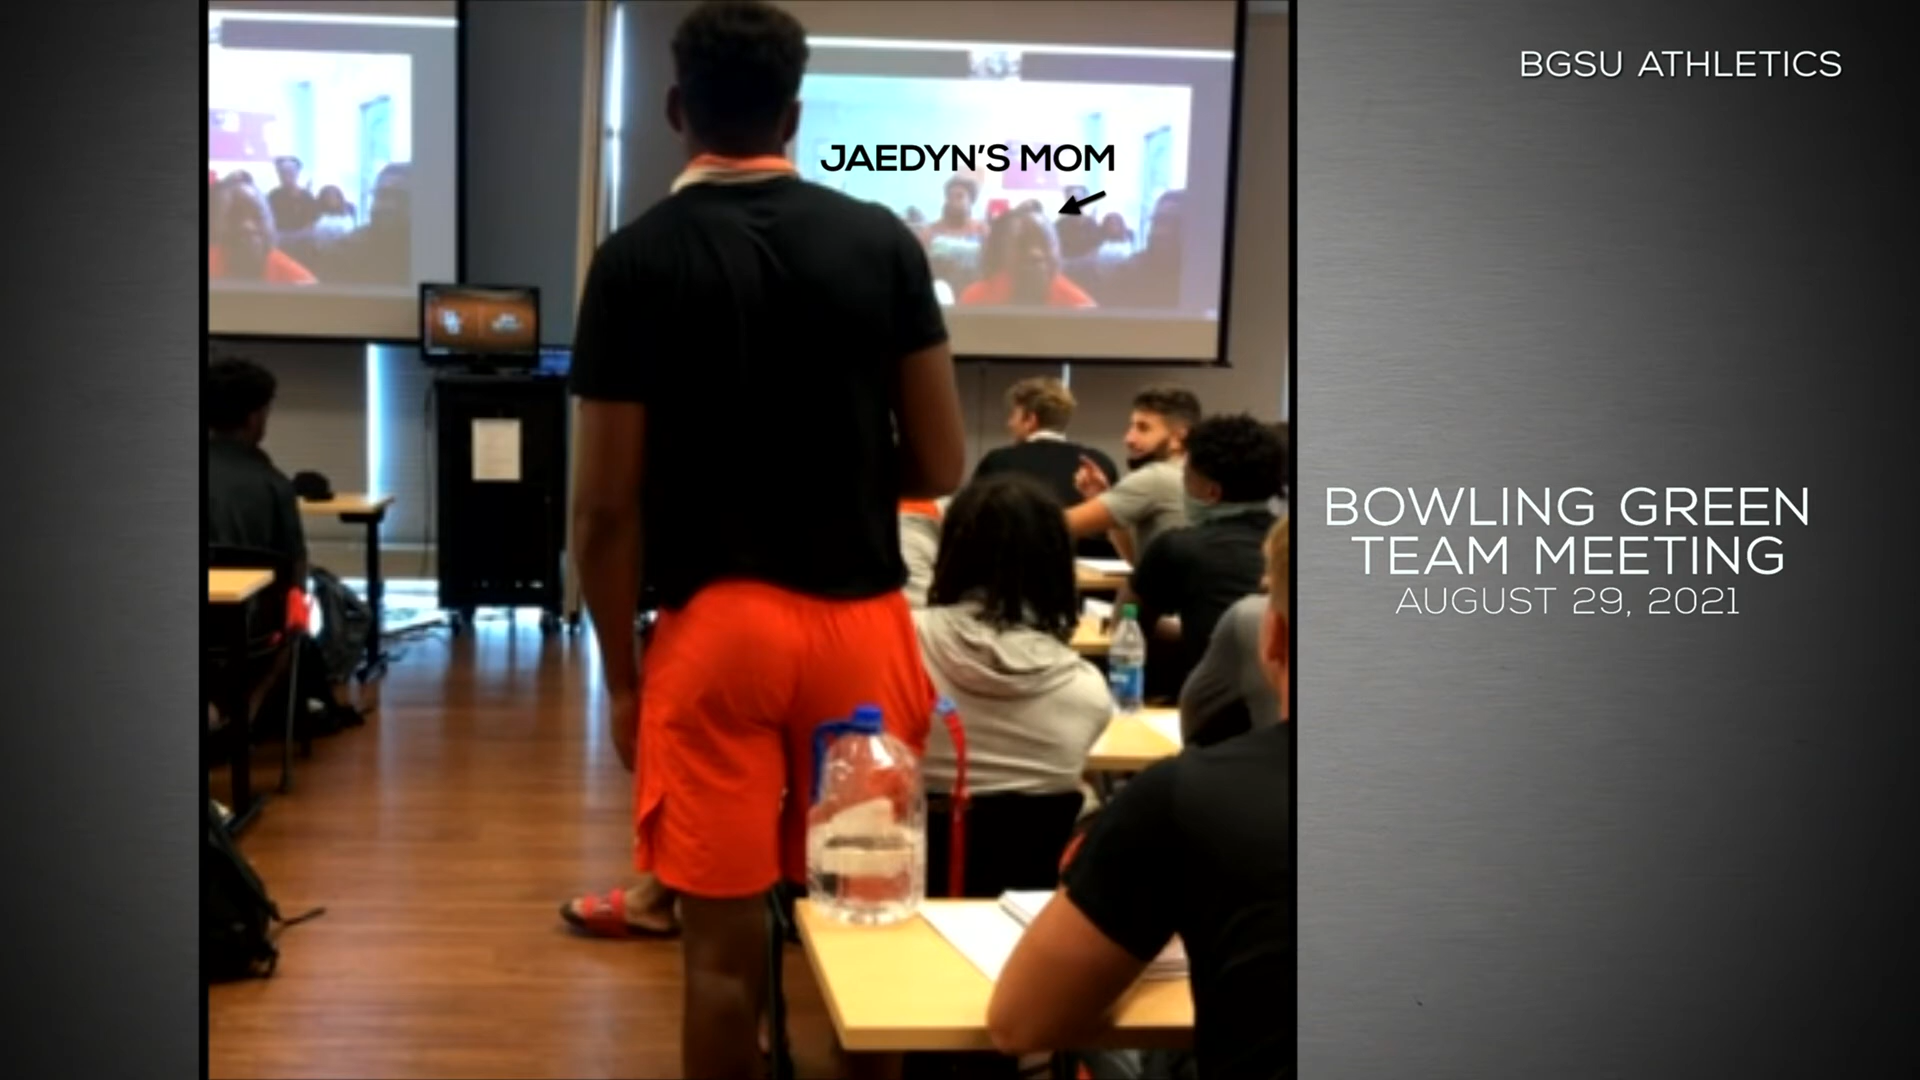 BGSU ATHLETICS
JAEDYN'S MOM
BOWLING GREEN
TEAM MEETING
AUGUST 29, 2021